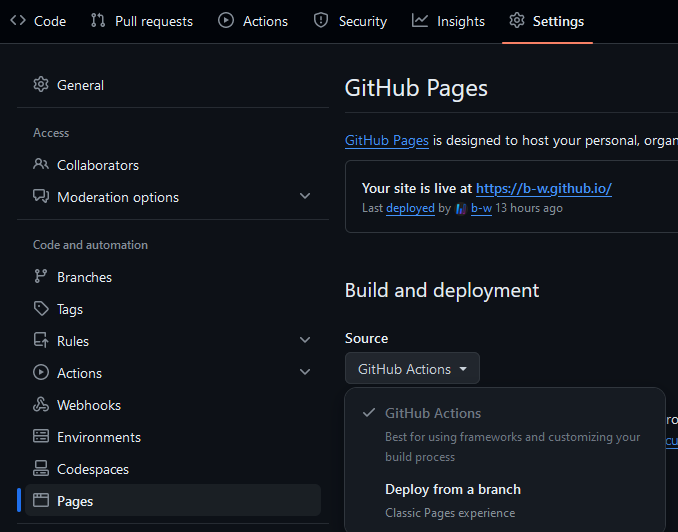 Code Pull requests Actions Security Insights Settings
General
Access
Collaborators
Moderation options
Code and automation
Branches
Tags
Rules
Actions
Webhooks
Environments
Codespaces
Pages
GitHub Pages
GitHub Pages is designed to host your personal, organ
Your site is live at https://b-w.github.io/
Last deployed by b-w 13 hours ago
Build and deployment
Source
GitHub Actions
GitHub Actions
Best for using frameworks and customizing your
build process
Deploy from a branch
Classic Pages experience